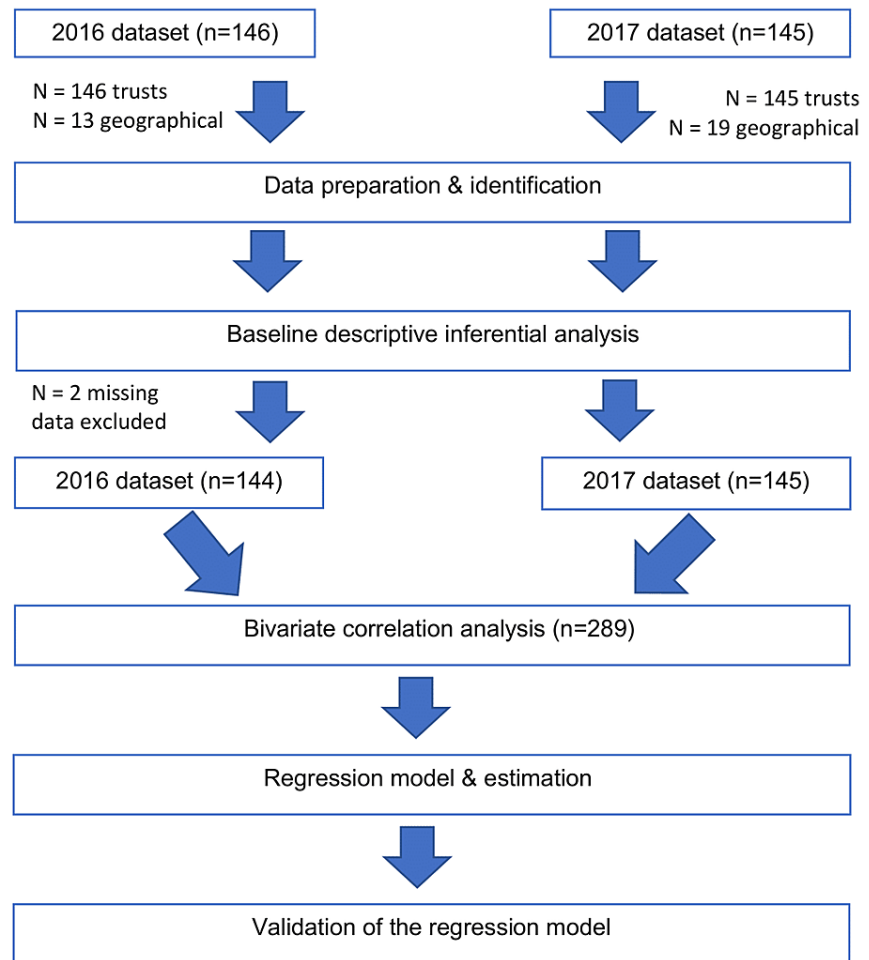 2016 dataset (n=146)
2017 dataset (n=145)
N = 146 trusts
N = 13 geographical
N = 145 trusts
N = 19 geographical
Data preparation & identification
Baseline descriptive inferential analysis
N = 2 missing
data excluded
2016 dataset (n=144)
2017 dataset (n=145)
Bivariate correlation analysis (n=289)
Regression model & estimation
Validation of the regression model